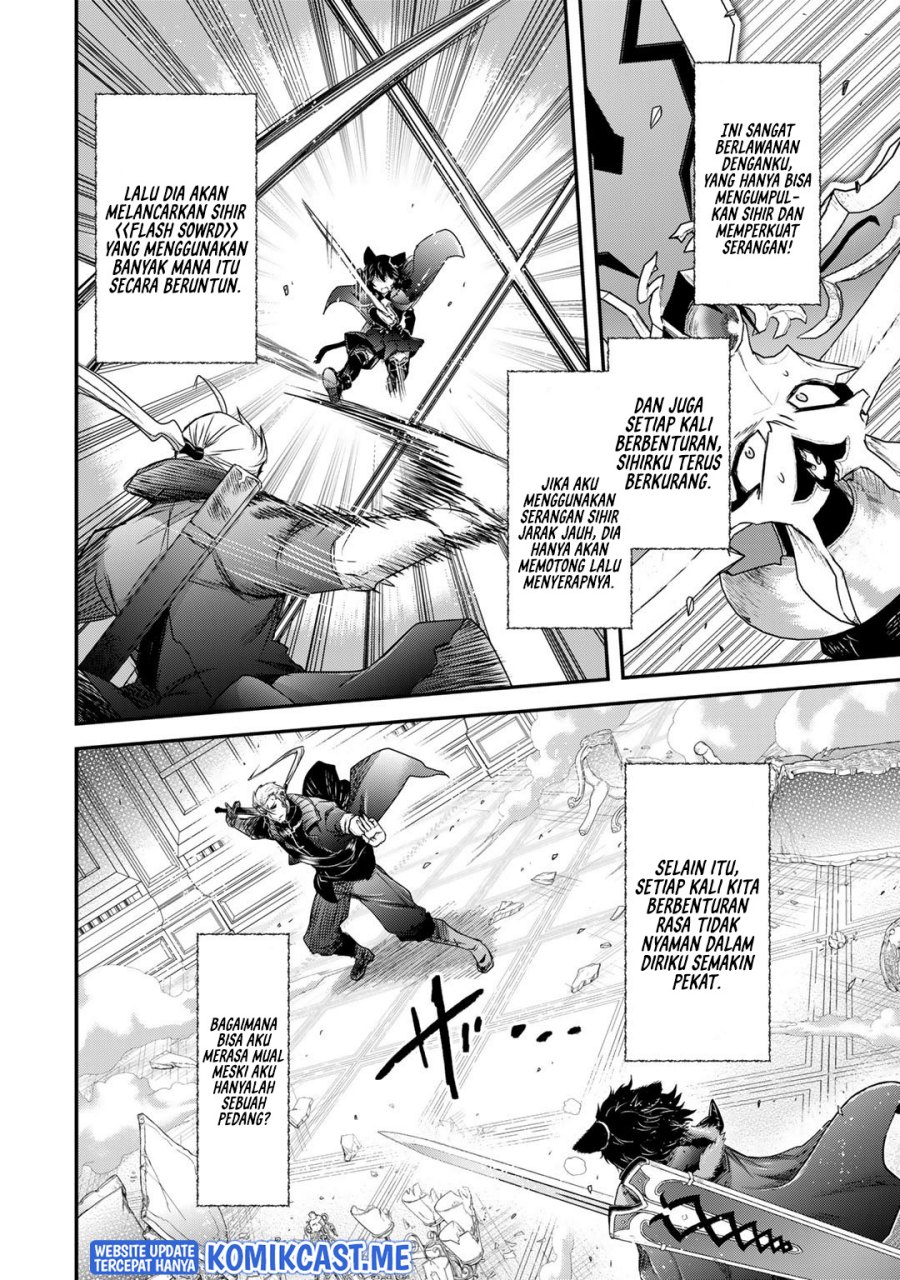 INI SANGAT
BERLAWANAN
DENGANKU,
YANG HANYA BISA
MENGUMPUL-
KAN SIHIR DAN
MEMPERKUAT
SERANGAN!
DAN JUGA
SETIAP KALI
BERBENTURAN,
SIHIRKU TERUS
BERKURANG.
JIKA AKU
MENGGUNAKAN
SERANGAN SIHIR
JARAK JAUH, DIA
HANYA AKAN
MEMOTONG LALU
MENYERAPNYA.
LALU DIA AKAN
MELANCARKAN SIHIR
<<FLASH SOWRD>>
YANG MENGGUNAKAN
BANYAK MANA ITU
SECARA BERUNTUN.
SELAIN ITU,
SETIAP KALI KITA
BERBENTURAN
RASA TIDAK
NYAMAN DALAM
DIRIKU SEMAKIN
PEKAT.
ザ…
BAGAIMANA
BISA AKU
MERASA MUAL
MESKI AKU
HANYALAH
SEBUAH
PEDANG?
WEBSITE UPDATE
TERCEPAT HANYA
KOMIKCAST.ME